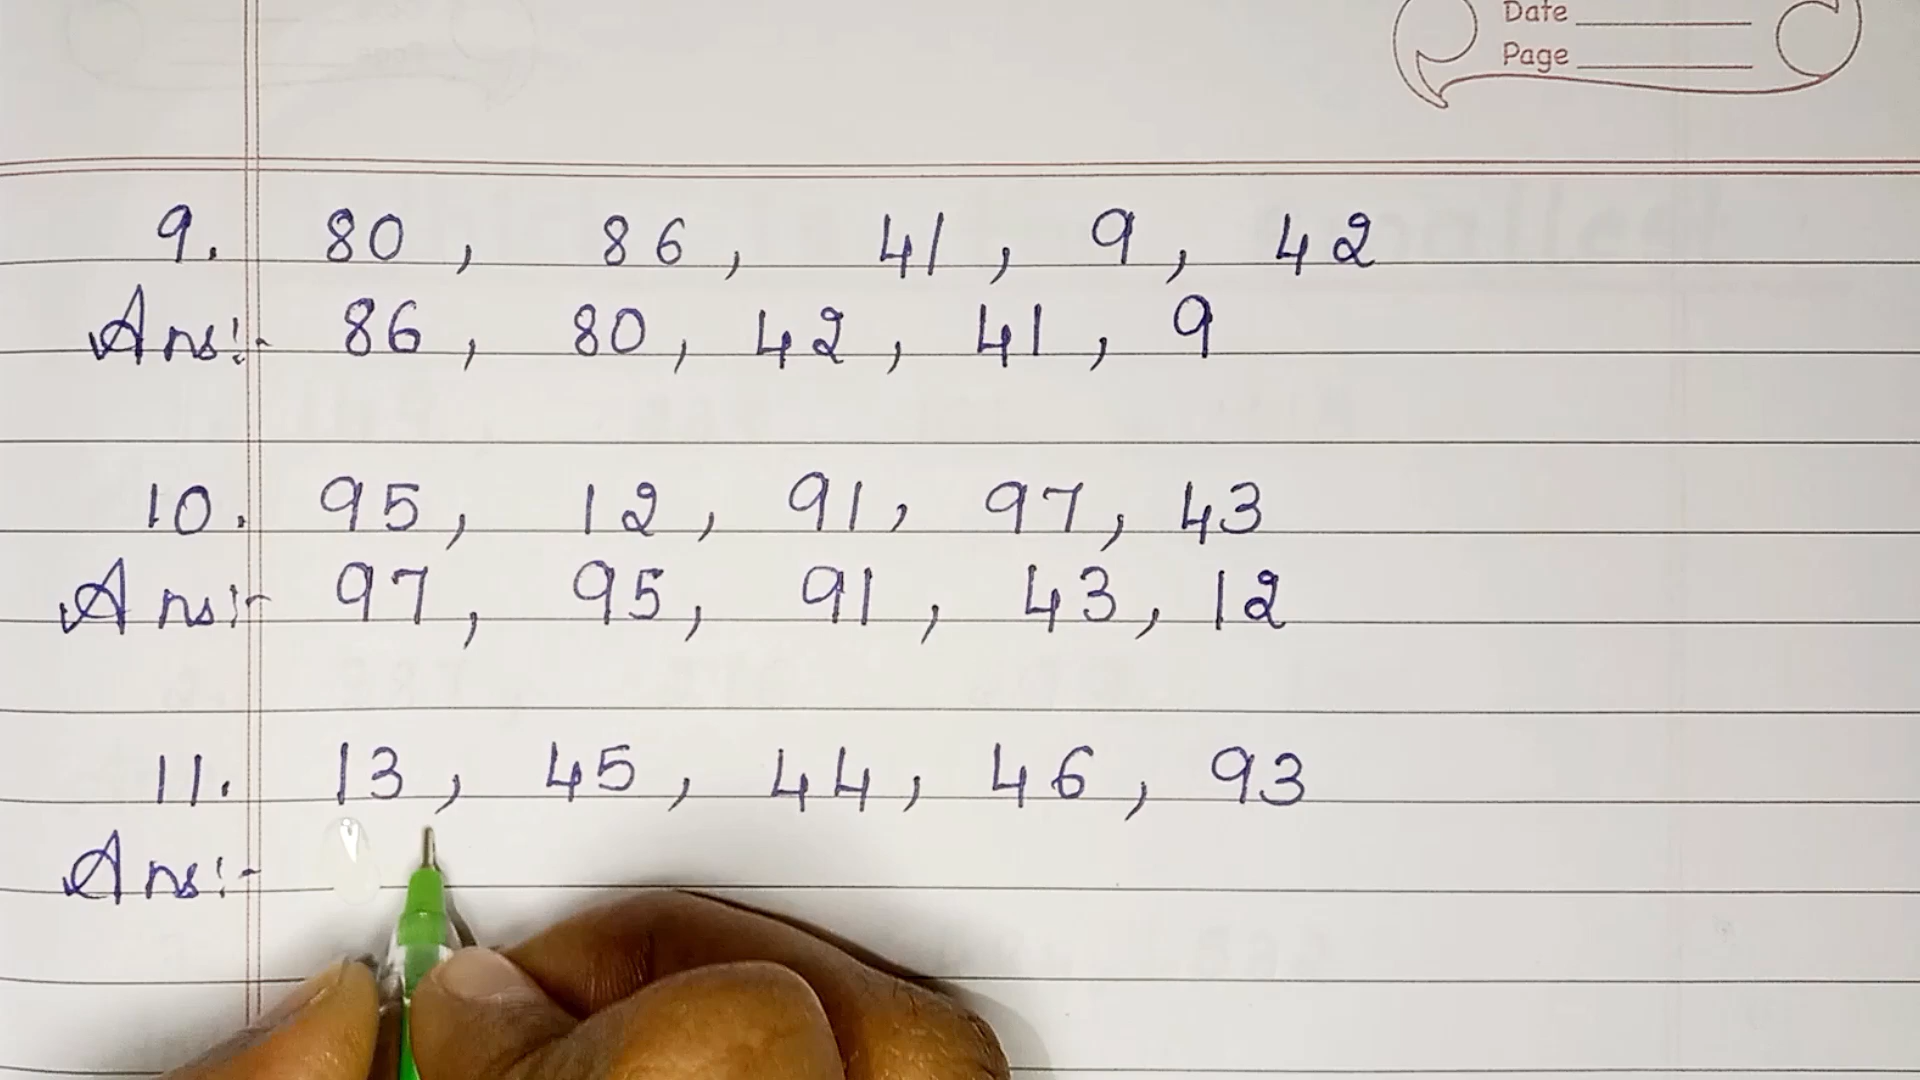 Date
Page
9. 80, 86, 41, 9, 42
Ans:- 86, 80, 42, 41, 9
10. 95, 12, 91, 97, 43
Ans:- 97, 95, 91, 43, 12
11. 13, 45, 44, 46, 93
Ans:-